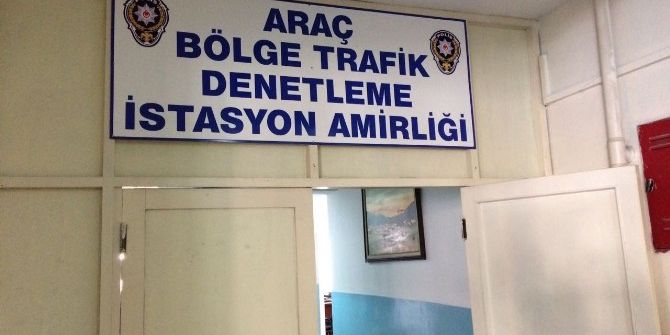 ARAÇ
BÖLGE TRAFİK
DENETLEME
İSTASYON AMİRLİĞİ